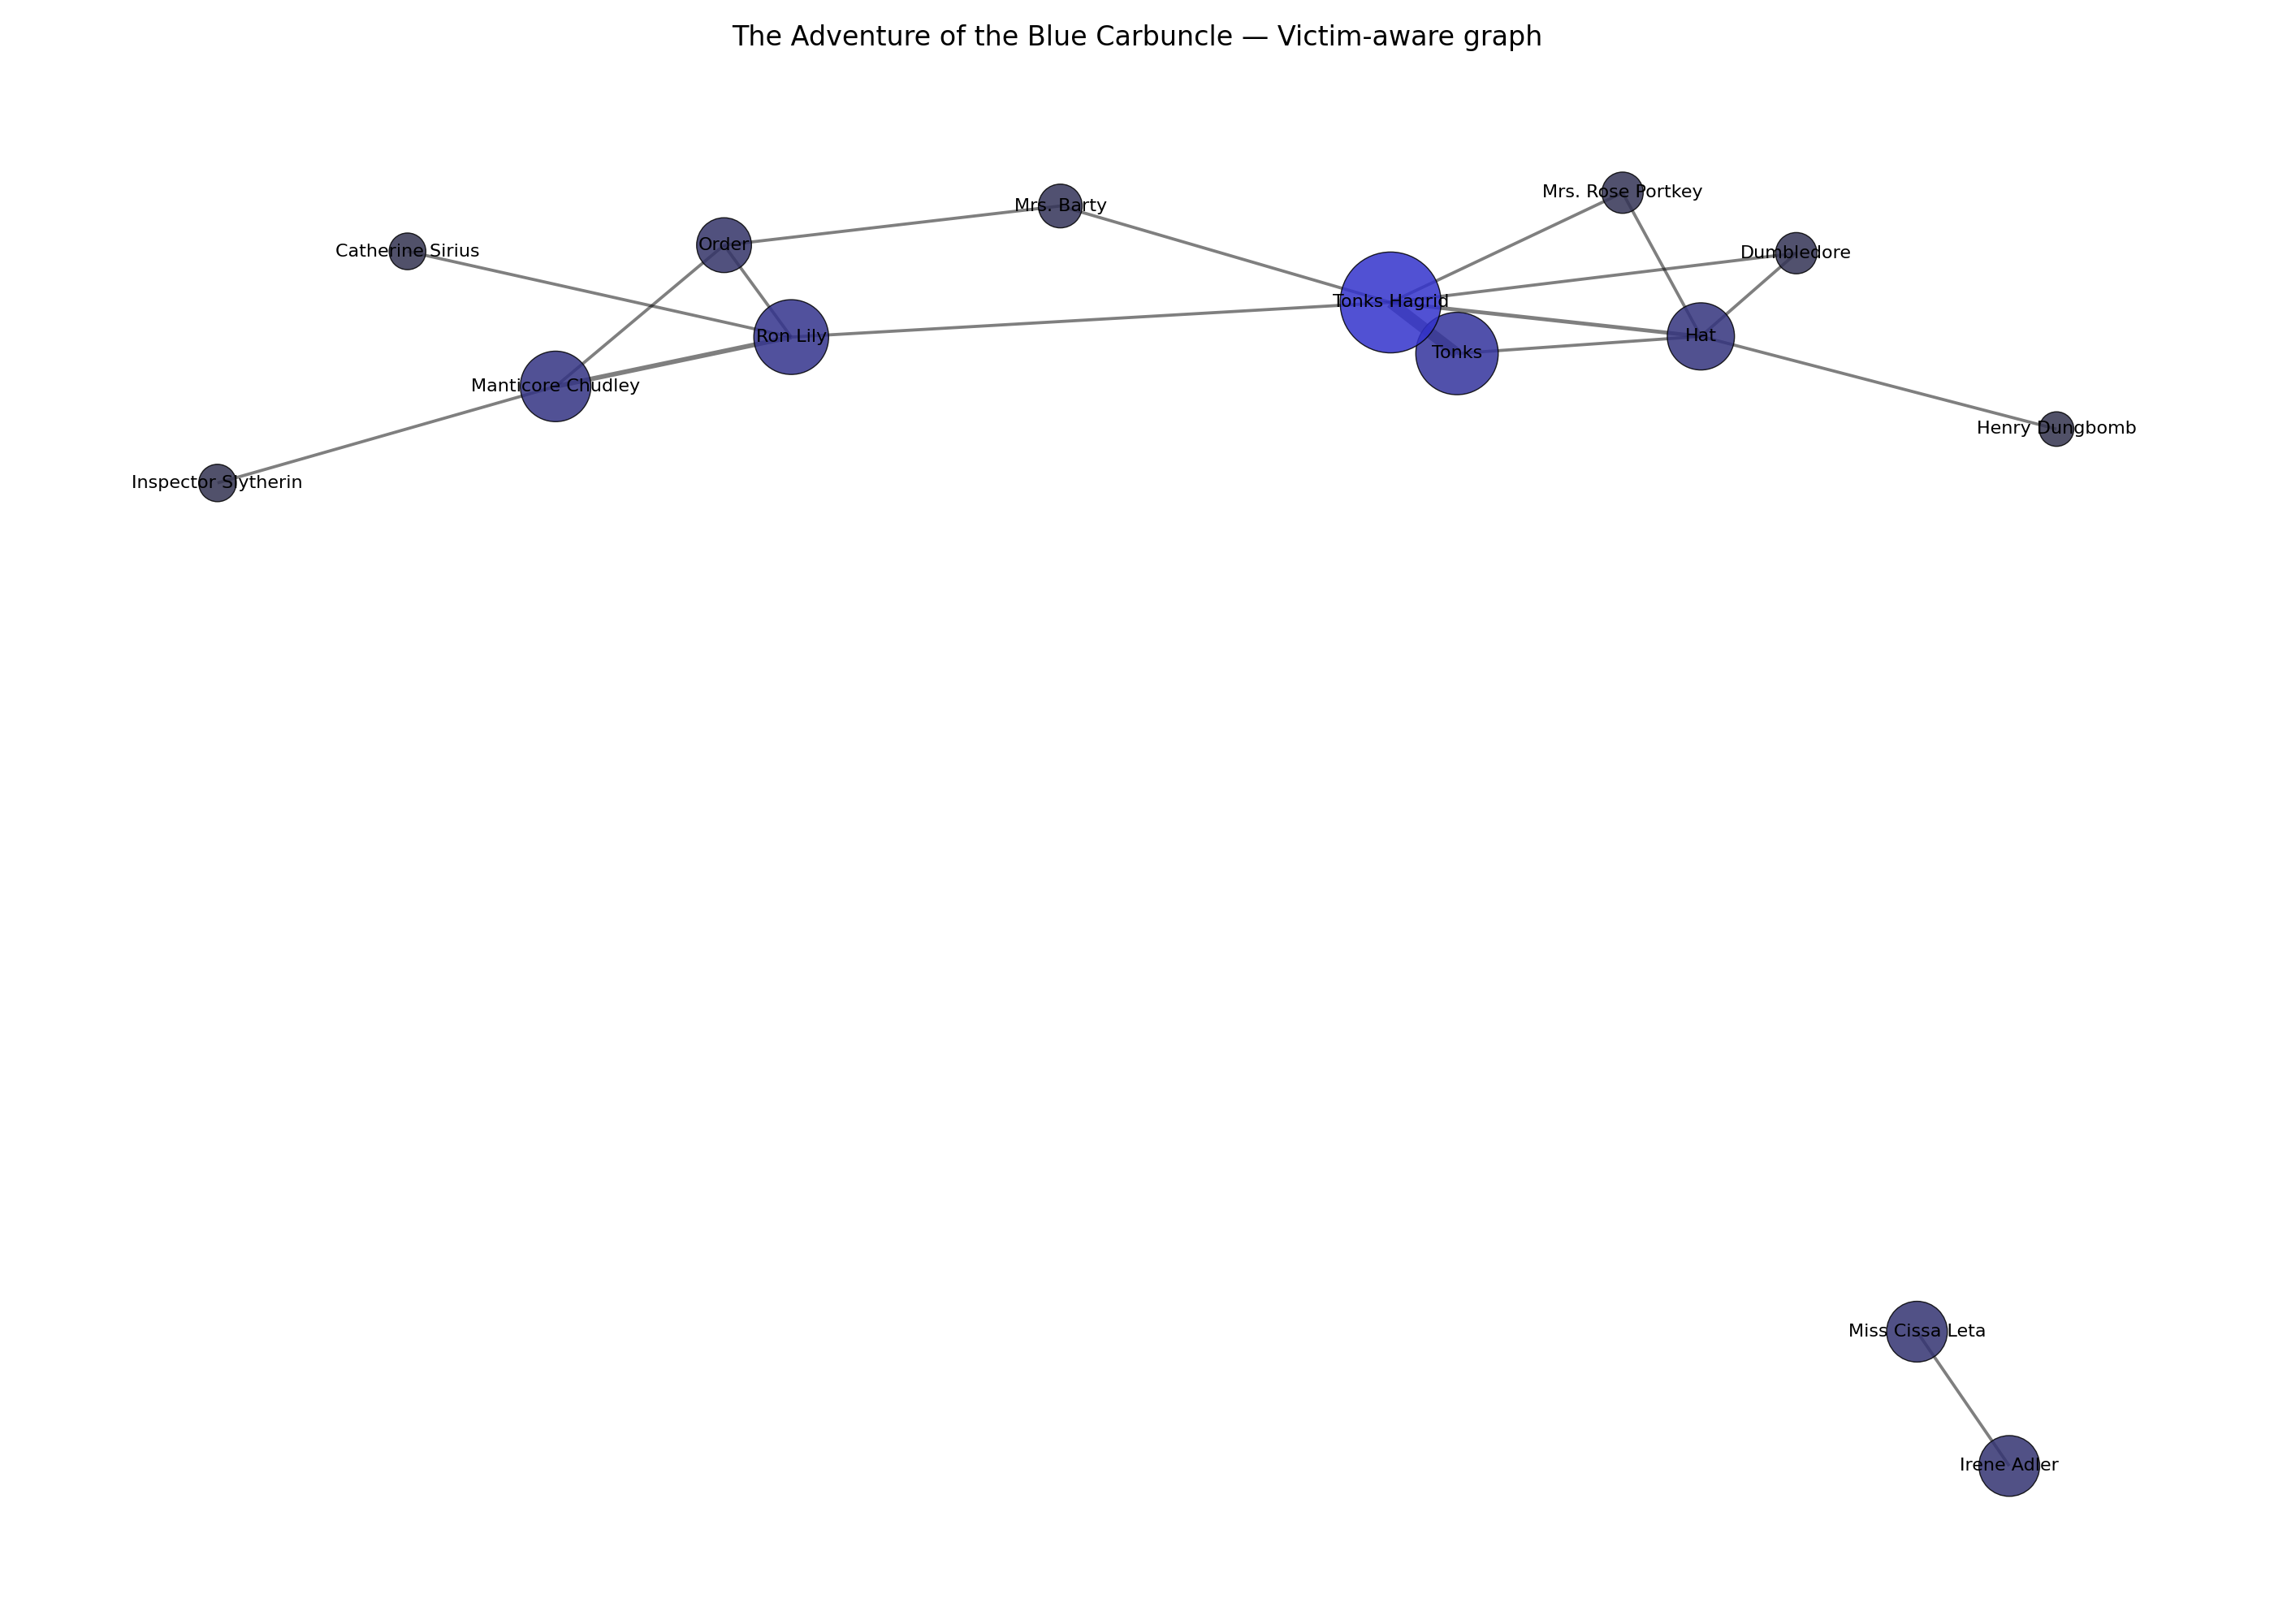 The Adventure of the Blue Carbuncle — Victim-aware graph
Mrs. Rose Portkey
Mrs. Barty
Order
Catherine Sirius
Dumbledore
Tonks Hagrid
Ron Lily
Hat
Tonks
Manticore Chudley
Henry Dungbomb
Inspector Slytherin
Miss Cissa Leta
Irene Adler